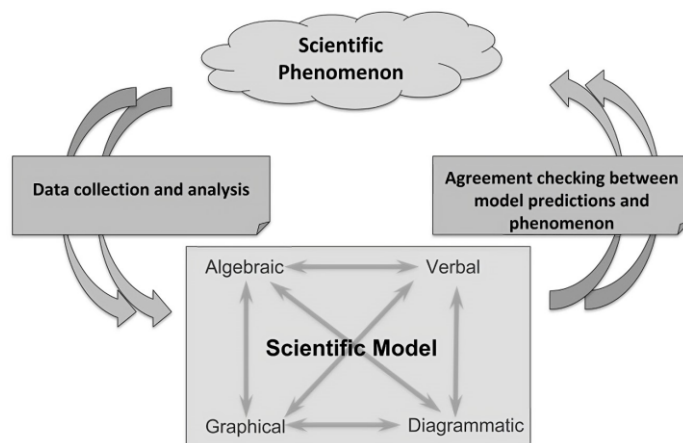 Scientific
Phenomenon
Data collection and analysis
Agreement checking between
model predictions and
phenomenon
Algebraic
Verbal
Scientific Model
Graphical
Diagrammatic